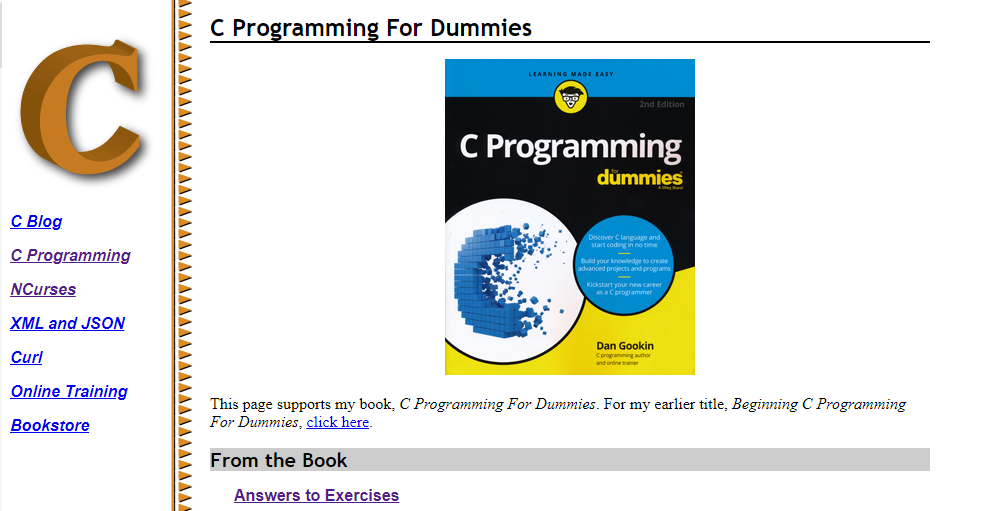 C
C Blog
C Programming
NCurses
XML and JSON
Curl
Online Training
Bookstore
C Programming For Dummies
LEARNING MADE EASY
2nd Edition
C Programming
for
dummies
A Wiley Brand
Discover C language and
start coding in no time
Build your knowledge to create
advanced projects and programs
Kickstart your new career
as a C programmer
Dan Gookin
C programming author
and online trainer
This page supports my book, C Programming For Dummies. For my earlier title, Beginning C Programming
For Dummies, click here.
From the Book
Answers to Exercises